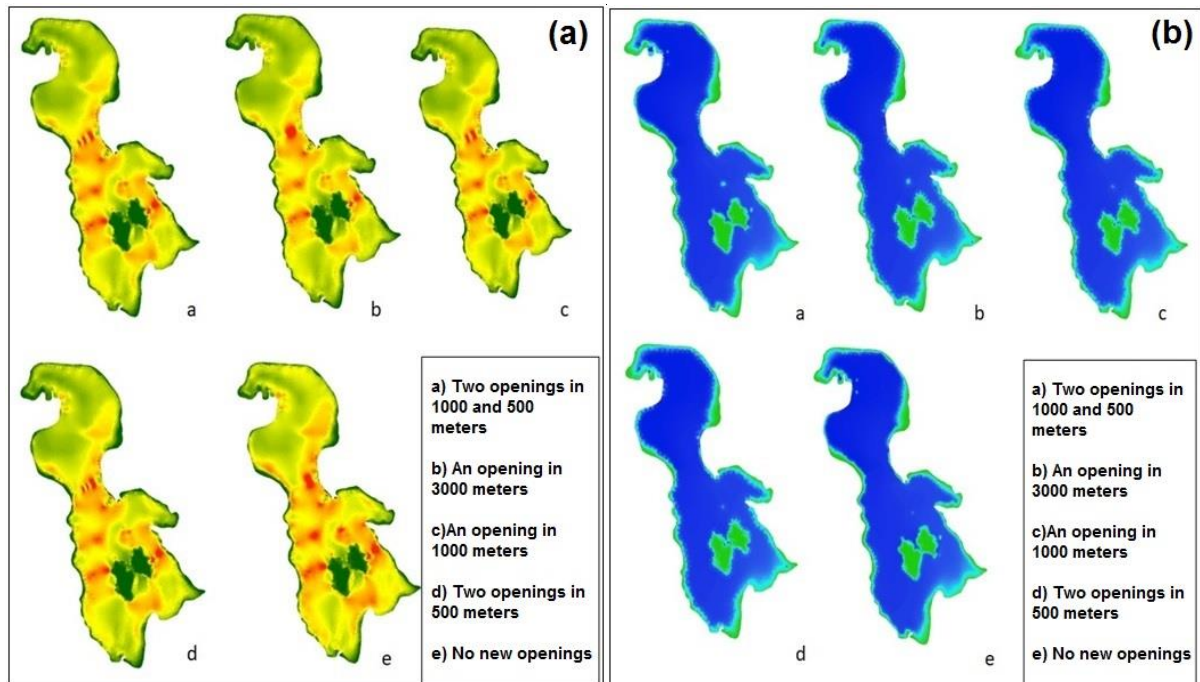 (a)
a
b
c
d
e
a) Two openings in
1000 and 500
meters
b) An opening in
3000 meters
c)An opening in
1000 meters
d) Two openings in
500 meters
e) No new openings
(b)
a
b
c
d
e
a) Two openings in
1000 and 500
meters
b) An opening in
3000 meters
c)An opening in
1000 meters
d) Two openings in
500 meters
e) No new openings